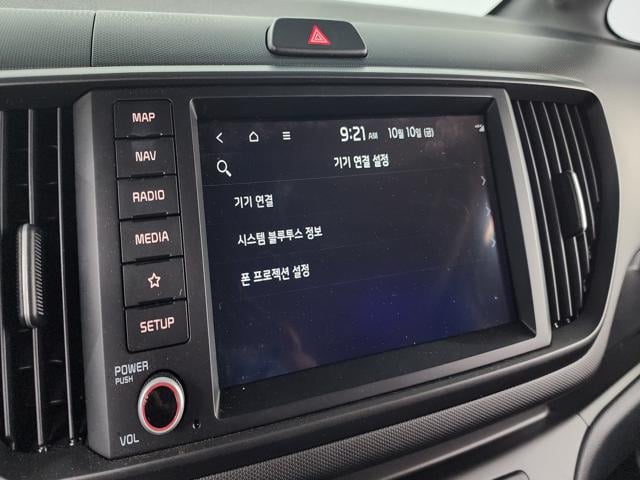 MAP
NAV
RADIO
MEDIA
SETUP
POWER
PUSH
VOL
9:21 AM 10월 10일 (금)
기기 연결 설정
기기 연결
시스템 블루투스 정보
폰 프로젝션 설정